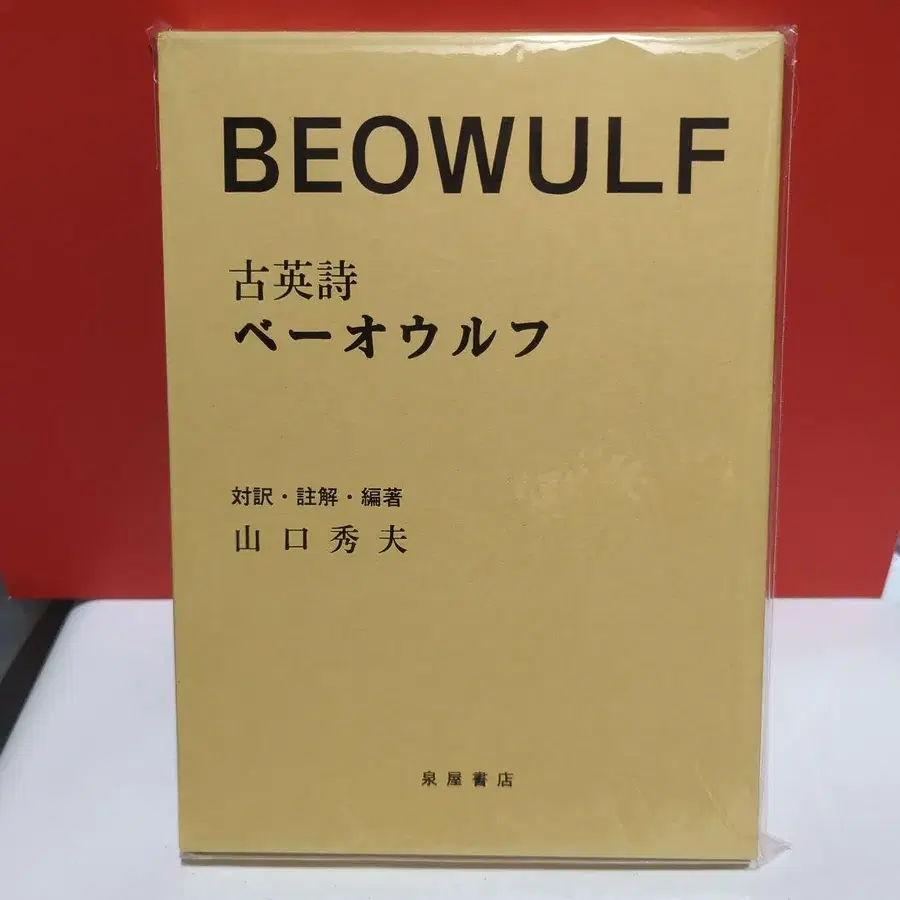 BEOWULF
古英詩
ベーオウルフ
対訳・註解・編著
山口秀夫
泉屋書店